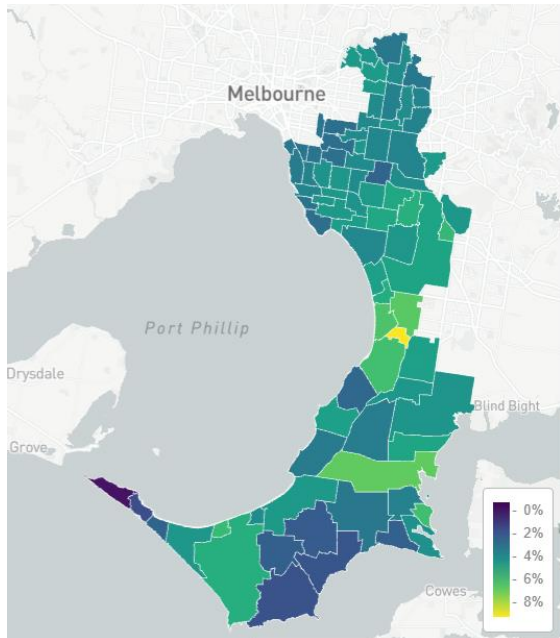 Melbourne
Port Phillip
Drysdale
Blind Bight
Grove
Cowes
0%
2%
4%
6%
8%